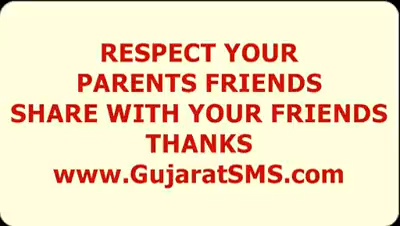 RESPECT YOUR
PARENTS FRIENDS
SHARE WITH YOUR FRIENDS
THANKS
www.GujaratSMS.com